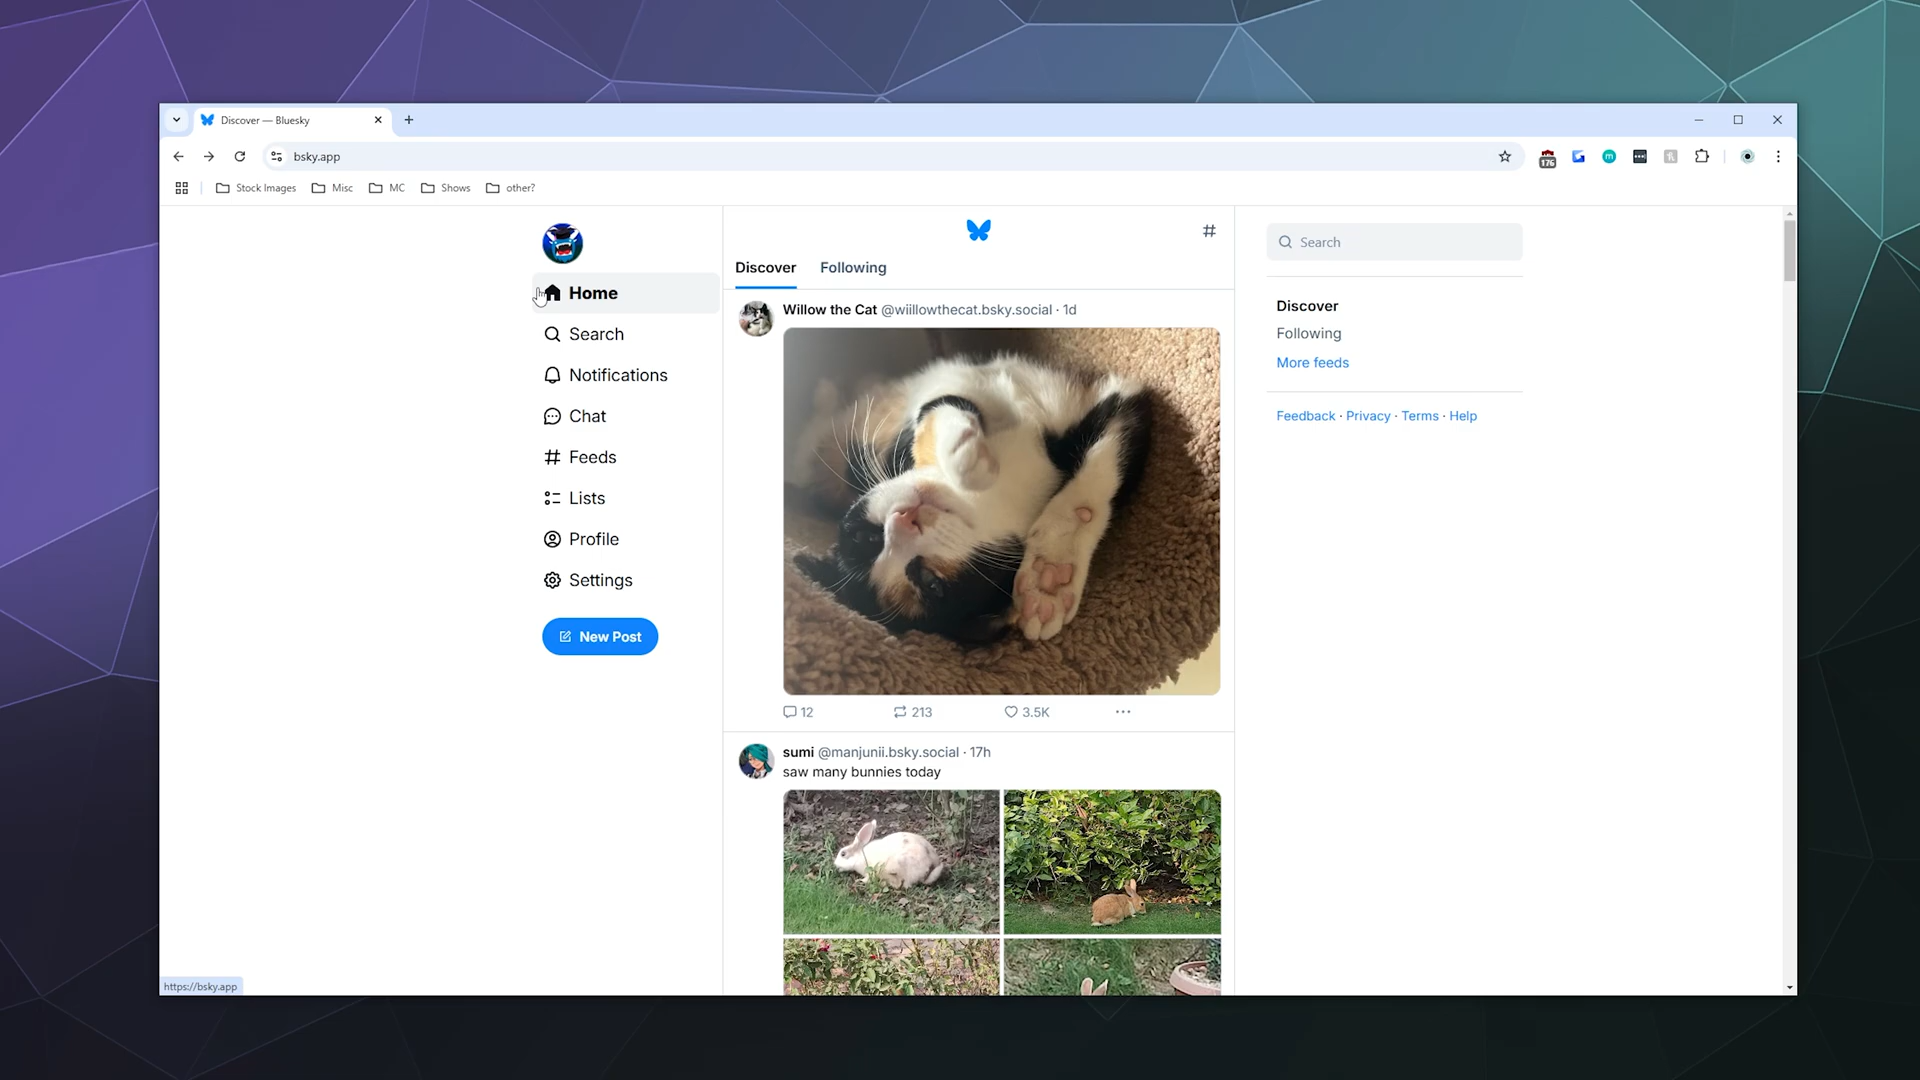 Discover — Bluesky
bsky.app
176
Stock Images
Misc
MC
Shows
other?
Home
Search
Notifications
Chat
Feeds
Lists
Profile
Settings
New Post
#
Discover
Following
Willow the Cat @wiillowthecat.bsky.social · 1d
12
213
3.5K
sumi @manjunii.bsky.social · 17h
saw many bunnies today
Search
Discover
Following
More feeds
Feedback · Privacy · Terms · Help
https://bsky.app